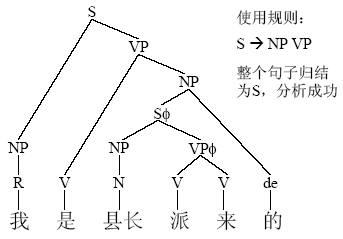 S
使用规则：
VP
S → NP VP
NP
整个句子归结
为S，分析成功
Sφ
NP NP VPφ
R V N V V de
我 是 县长 派 来 的